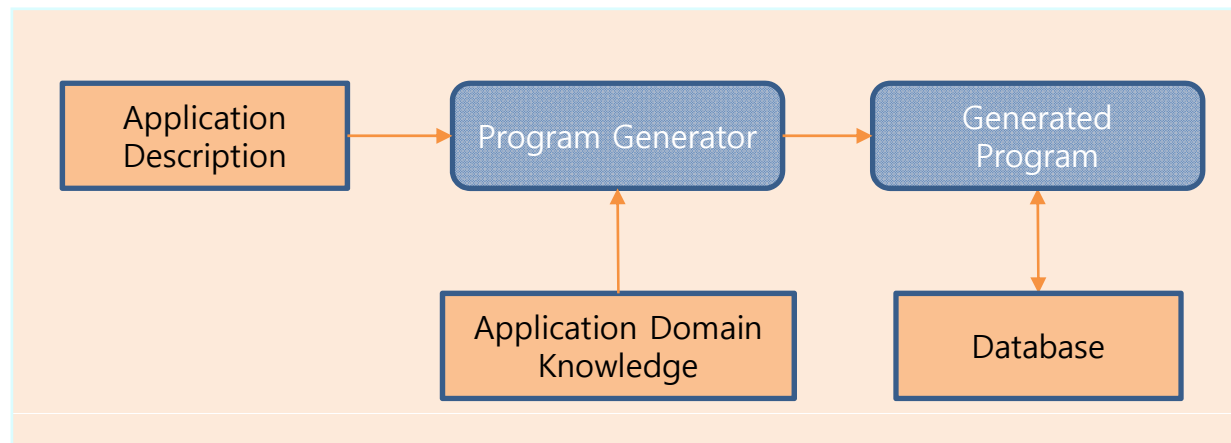 Application
Description
Program Generator
Generated
Program
Application Domain
Knowledge
Database